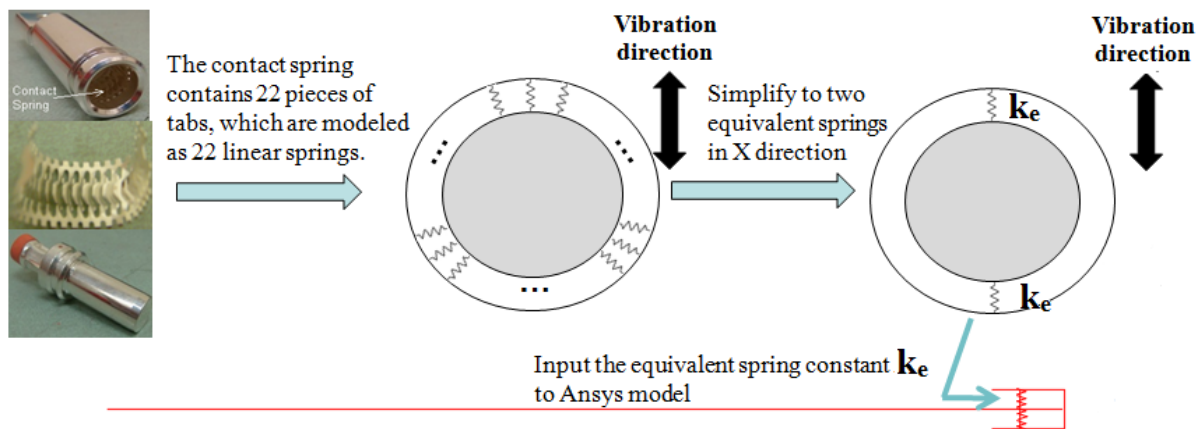 Contact
Spring
The contact spring
contains 22 pieces of
tabs, which are modeled
as 22 linear springs.
...
...
...
Vibration
direction
Simplify to two
equivalent springs
in X direction
ke
ke
Vibration
direction
Input the equivalent spring constant ke
to Ansys model